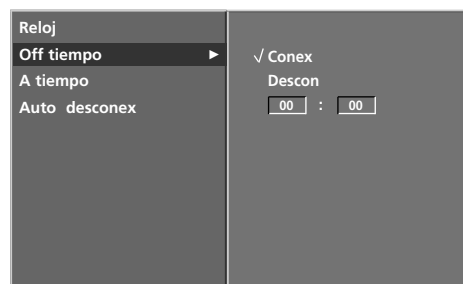 Reloj
Off tiempo ►
A tiempo
Auto desconex
√ Conex
Descon
00 : 00